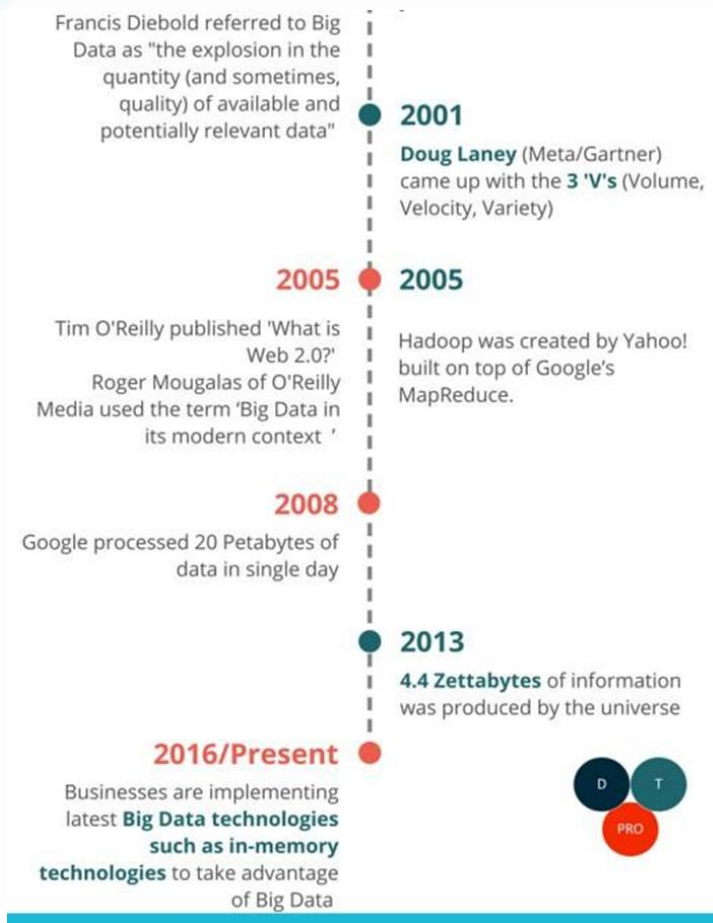 Francis Diebold referred to Big
Data as "the explosion in the
quantity (and sometimes,
quality) of available and
potentially relevant data"
2001
Doug Laney (Meta/Gartner)
came up with the 3 'V's (Volume,
Velocity, Variety)
2005
Tim O'Reilly published 'What is
Web 2.0?'
Roger Mougalas of O'Reilly
Media used the term ‘Big Data in
its modern context ’
2005
Hadoop was created by Yahoo!
built on top of Google’s
MapReduce.
2008
Google processed 20 Petabytes of
data in single day
2013
4.4 Zettabytes of information
was produced by the universe
2016/Present
Businesses are implementing
latest Big Data technologies
such as in-memory
technologies to take advantage
of Big Data
D T
PRO